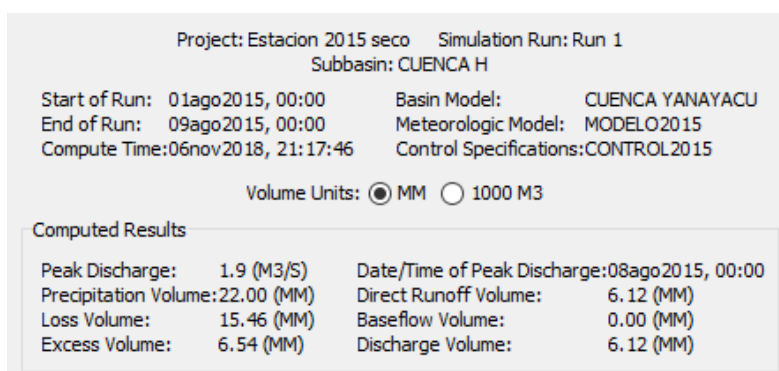 Project: Estacion 2015 seco Simulation Run: Run 1
Subbasin: CUENCA H
Start of Run: 01ago2015, 00:00 Basin Model: CUENCA YANAYACU
End of Run: 09ago2015, 00:00 Meteorologic Model: MODELO2015
Compute Time:06nov2018, 21:17:46 Control Specifications:CONTROL2015
Volume Units: MM 1000 M3
Computed Results
Peak Discharge: 1.9 (M3/S) Date/Time of Peak Discharge:08ago2015, 00:00
Precipitation Volume:22.00 (MM) Direct Runoff Volume: 6.12 (MM)
Loss Volume: 15.46 (MM) Baseflow Volume: 0.00 (MM)
Excess Volume: 6.54 (MM) Discharge Volume: 6.12 (MM)